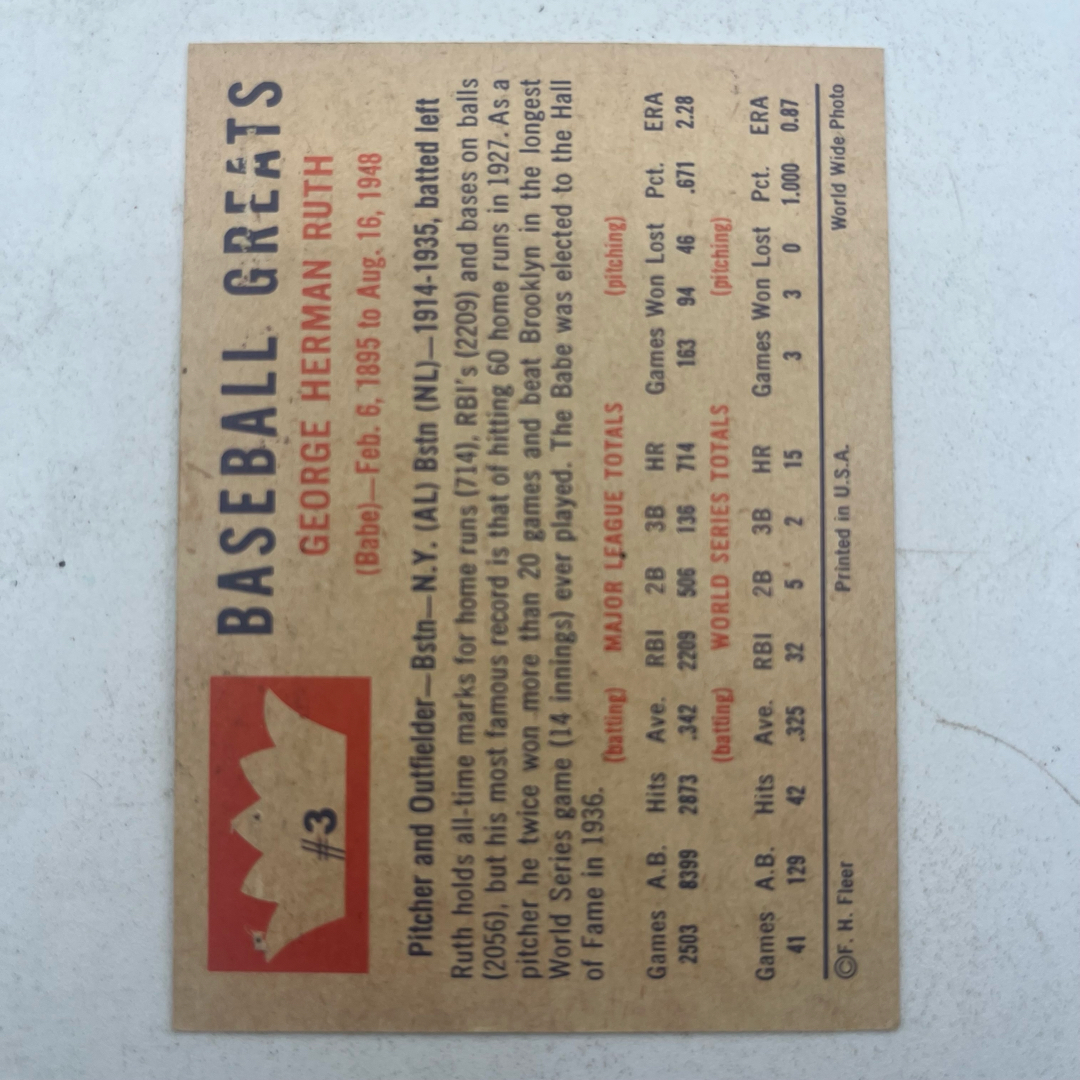 #3
BASEBALL GREATS
GEORGE HERMAN RUTH
(Babe)—Feb. 6, 1895 to Aug. 16, 1948
Pitcher and Outfielder—Bstn—N.Y. (AL) Bstn (NL)—1914-1935, batted left
Ruth holds all-time marks for home runs (714), RBI's (2209) and bases on balls
(2056), but his most famous record is that of hitting 60 home runs in 1927. As a
pitcher he twice won more than 20 games and beat Brooklyn in the longest
World Series game (14 innings) ever played. The Babe was elected to the Hall
of Fame in 1936.
(batting) MAJOR LEAGUE TOTALS (pitching)
Games A.B. Hits Ave. RBI 2B 3B HR Games Won Lost Pct. ERA
2503 8399 2873 .342 2209 506 136 714 163 94 46 .671 2.28
(batting) WORLD SERIES TOTALS (pitching)
Games A.B. Hits Ave. RBI 2B 3B HR Games Won Lost Pct. ERA
41 129 42 .325 32 5 2 15 3 3 0 1.000 0.87
©F. H. Fleer Printed in U.S.A. World Wide Photo